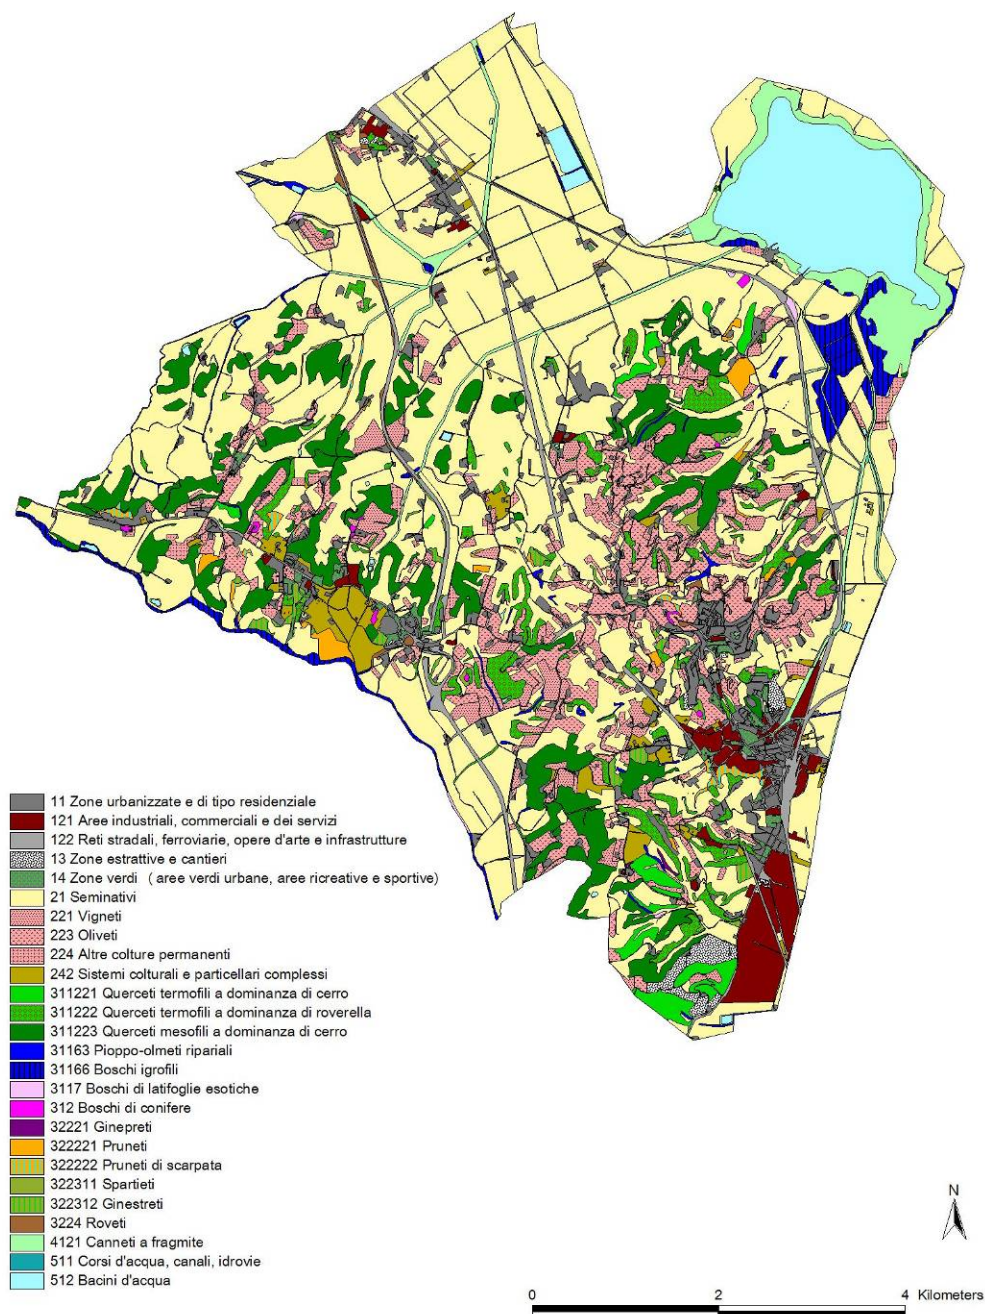 11 Zone urbanizzate e di tipo residenziale
121 Aree industriali, commerciali e dei servizi
122 Reti stradali, ferroviarie, opere d'arte e infrastrutture
13 Zone estrattive e cantieri
14 Zone verdi ( aree verdi urbane, aree ricreative e sportive)
21 Seminativi
221 Vigneti
223 Oliveti
224 Altre colture permanenti
242 Sistemi colturali e particellari complessi
311221 Querceti termofili a dominanza di cerro
311222 Querceti termofili a dominanza di roverella
311223 Querceti mesofili a dominanza di cerro
31163 Pioppo-olmeti ripariali
31166 Boschi igrofili
3117 Boschi di latifoglie esotiche
312 Boschi di conifere
32221 Ginepreti
322221 Pruneti
322222 Pruneti di scarpata
322311 Spartieti
322312 Ginestreti
3224 Roveti
4121 Canneti a fragmite
511 Corsi d'acqua, canali, idrovie
512 Bacini d'acqua
N
0 2 4 Kilometers